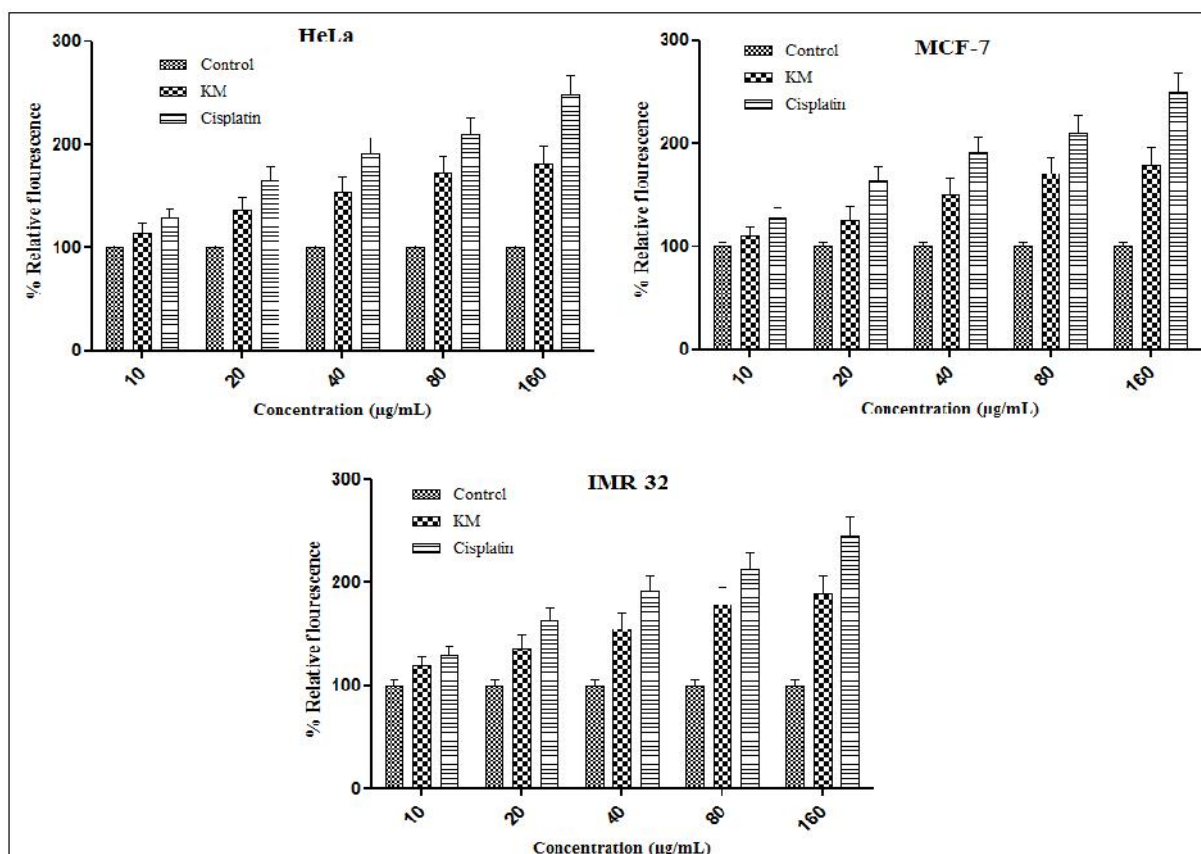 HeLa
300
200
100
0
% Relative flourescence
Control
KM
Cisplatin
10
20
40
80
160
Concentration (µg/mL)
MCF-7
300
200
100
0
% Relative flourescence
Control
KM
Cisplatin
10
20
40
80
160
Concentration (µg/mL)
IMR 32
300
200
100
0
% Relative flourescence
Control
KM
Cisplatin
10
20
40
80
160
Concentration (µg/mL)